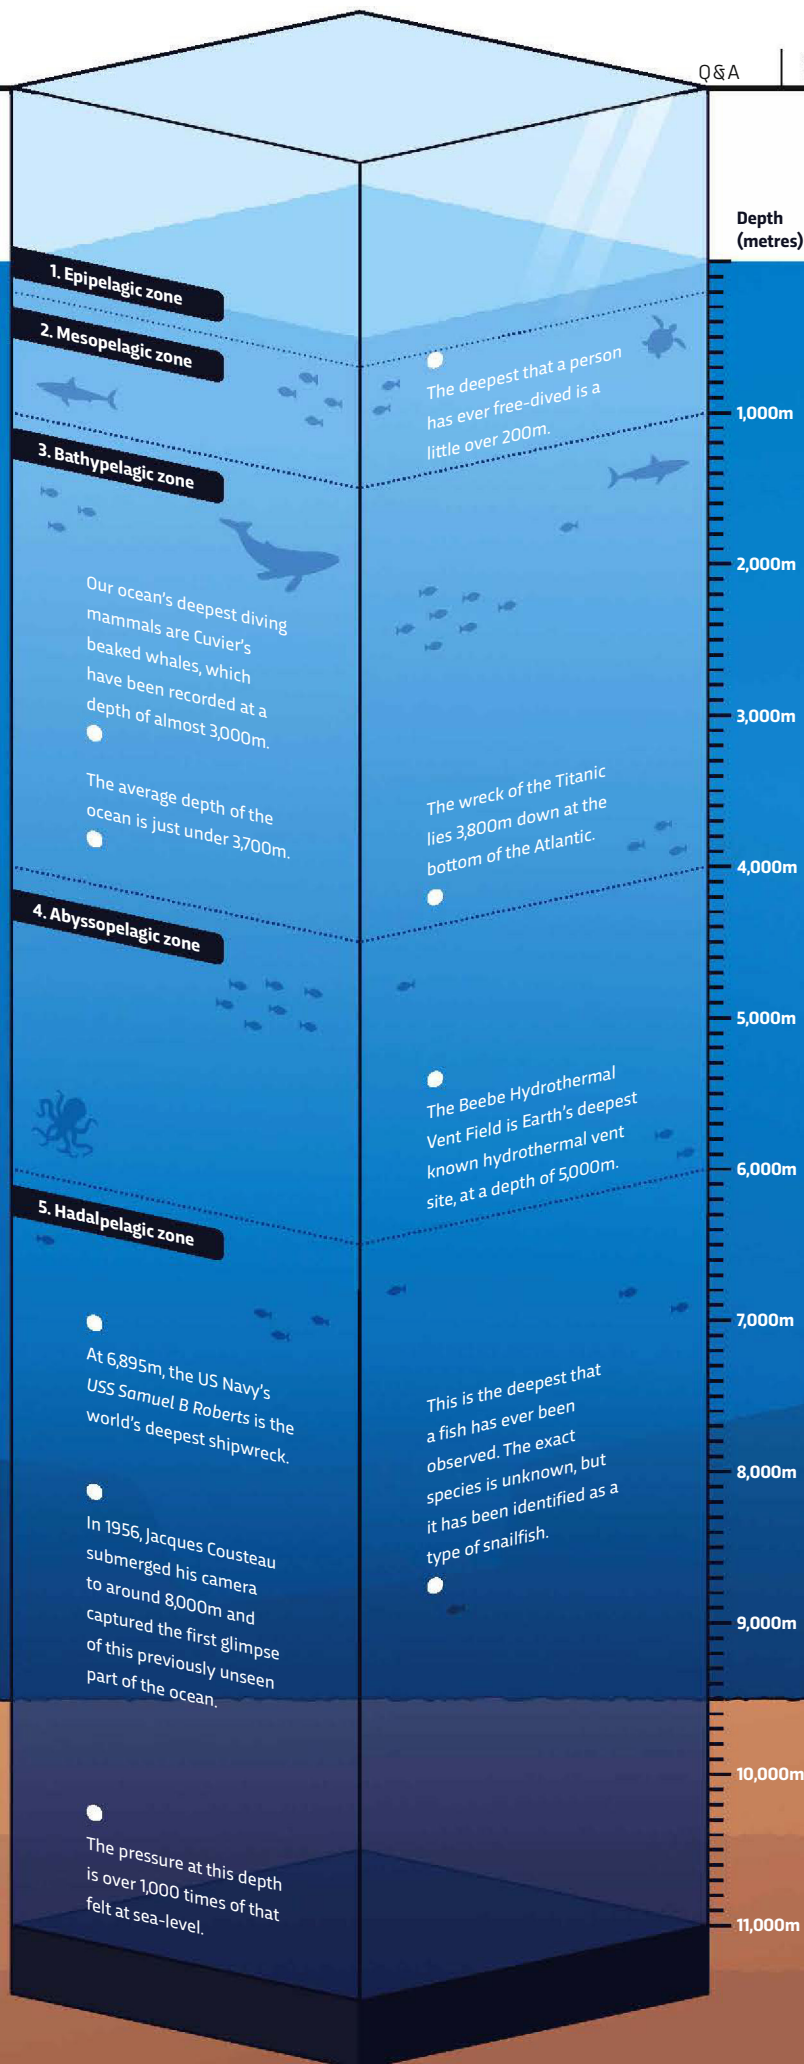 Q&A
Depth
(metres)
1. Epipelagic zone
2. Mesopelagic zone
The deepest that a person
has ever free-dived is a
little over 200m.
1,000m
3. Bathypelagic zone
2,000m
Our ocean's deepest diving
mammals are Cuvier's
beaked whales, which
have been recorded at a
depth of almost 3,000m.
3,000m
The average depth of the
ocean is just under 3,700m.
The wreck of the Titanic
lies 3,800m down at the
bottom of the Atlantic.
4,000m
4. Abyssopelagic zone
5,000m
The Beebe Hydrothermal
Vent Field is Earth's deepest
known hydrothermal vent
site, at a depth of 5,000m.
6,000m
5. Hadalpelagic zone
7,000m
At 6,895m, the US Navy's
USS Samuel B Roberts is the
world's deepest shipwreck.
This is the deepest that
a fish has ever been
observed. The exact
species is unknown, but
it has been identified as a
type of snailfish.
8,000m
In 1956, Jacques Cousteau
submerged his camera
to around 8,000m and
captured the first glimpse
of this previously unseen
part of the ocean.
9,000m
10,000m
The pressure at this depth
is over 1,000 times of that
felt at sea-level.
11,000m